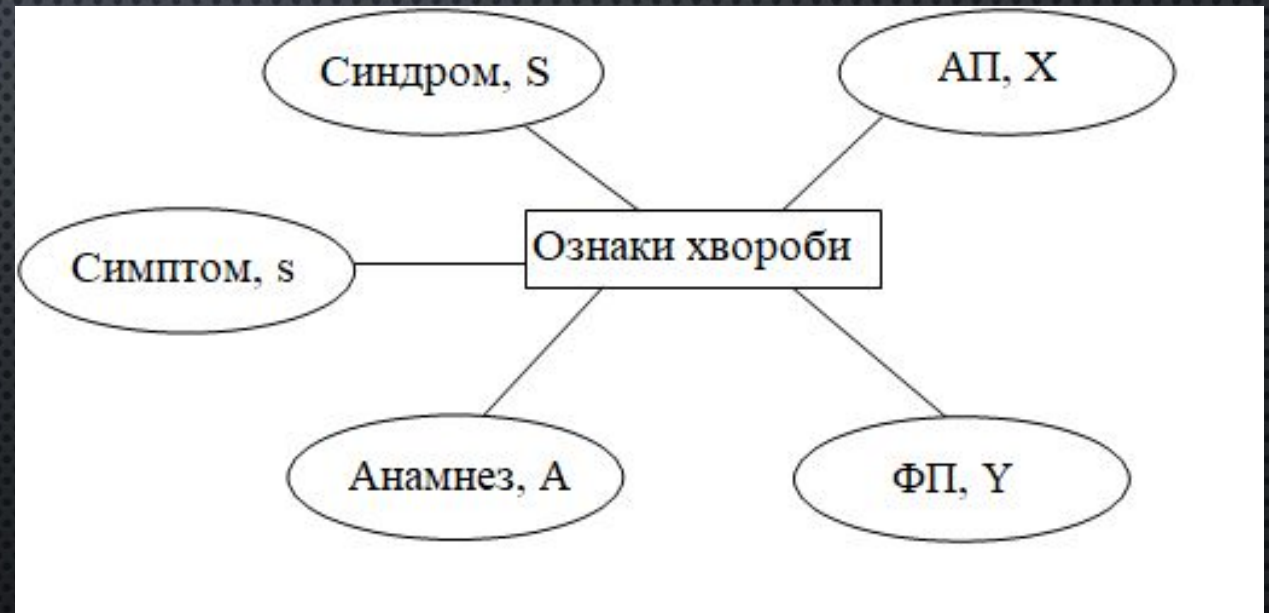 Синдром, S
АП, X
Ознаки хвороби
Симптом, s
Анамнез, А
ФП, Y